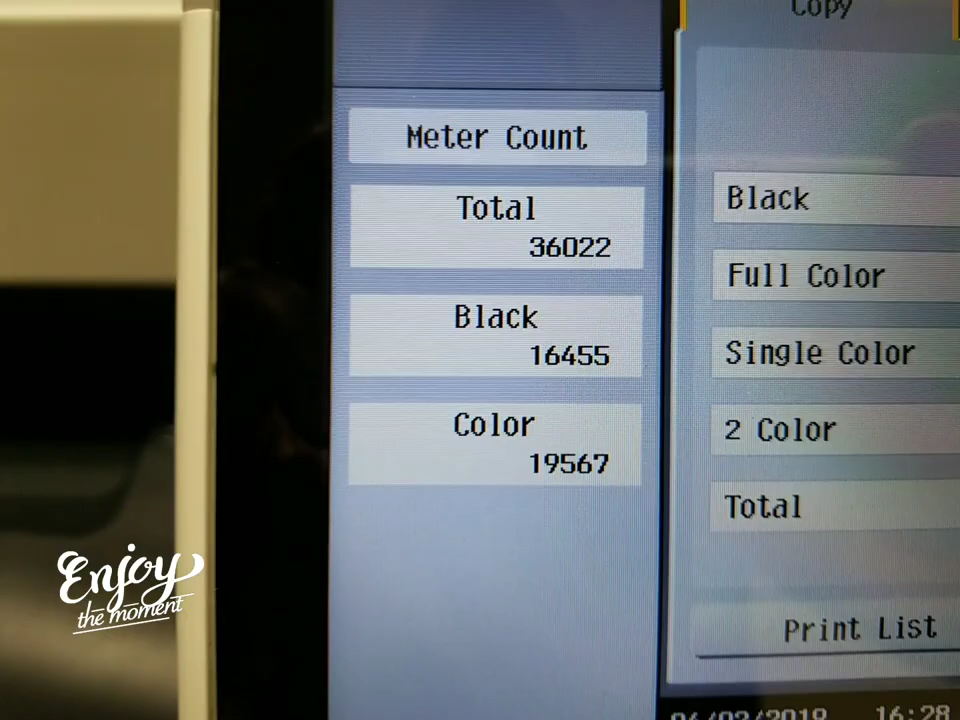 Meter Count
Total
36022
Black
16455
Color
19567
Copy
Black
Full Color
Single Color
2 Color
Total
Print List
16:28
Enjoy
the moment